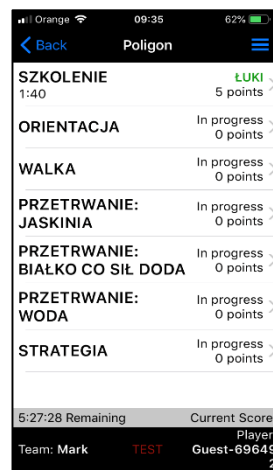 Orange 09:35 62%
Back Poligon
SZKOLENIE ŁUKI
1:40 5 points
ORIENTACJA In progress
0 points
WALKA In progress
0 points
PRZETRWANIE: In progress
JASKINIA 0 points
PRZETRWANIE: In progress
BIAŁKO CO SIŁ DODA 0 points
PRZETRWANIE: In progress
WODA 0 points
STRATEGIA In progress
0 points
5:27:28 Remaining Current Score
Player
Team: Mark TEST Guest-69649